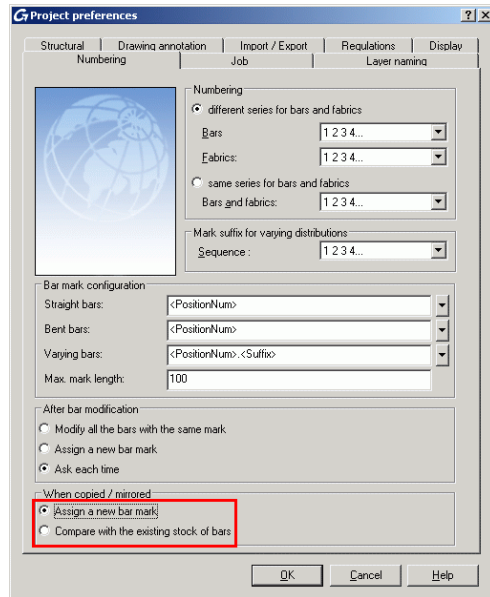 Project preferences
Structural
Drawing annotation
Import / Export
Regulations
Display
Numbering
Job
Layer naming
Numbering
different series for bars and fabrics
Bars
1 2 3 4...
Fabrics:
1 2 3 4...
same series for bars and fabrics
Bars and fabrics:
1 2 3 4...
Mark suffix for varying distributions
Sequence :
1 2 3 4...
Bar mark configuration
Straight bars:
<PositionNum>
Bent bars:
<PositionNum>
Varying bars:
<PositionNum>.<Suffix>
Max. mark length:
100
After bar modification
Modify all the bars with the same mark
Assign a new bar mark
Ask each time
When copied / mirrored
Assign a new bar mark
Compare with the existing stock of bars
OK
Cancel
Help